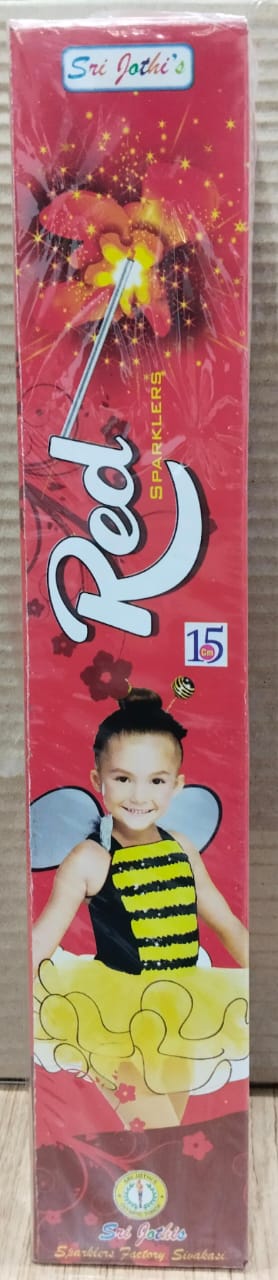 Sri Jothi's
Red
SPARKLERS
15
Cm
Sri Jothis
Sparklers Factory Sivakasi